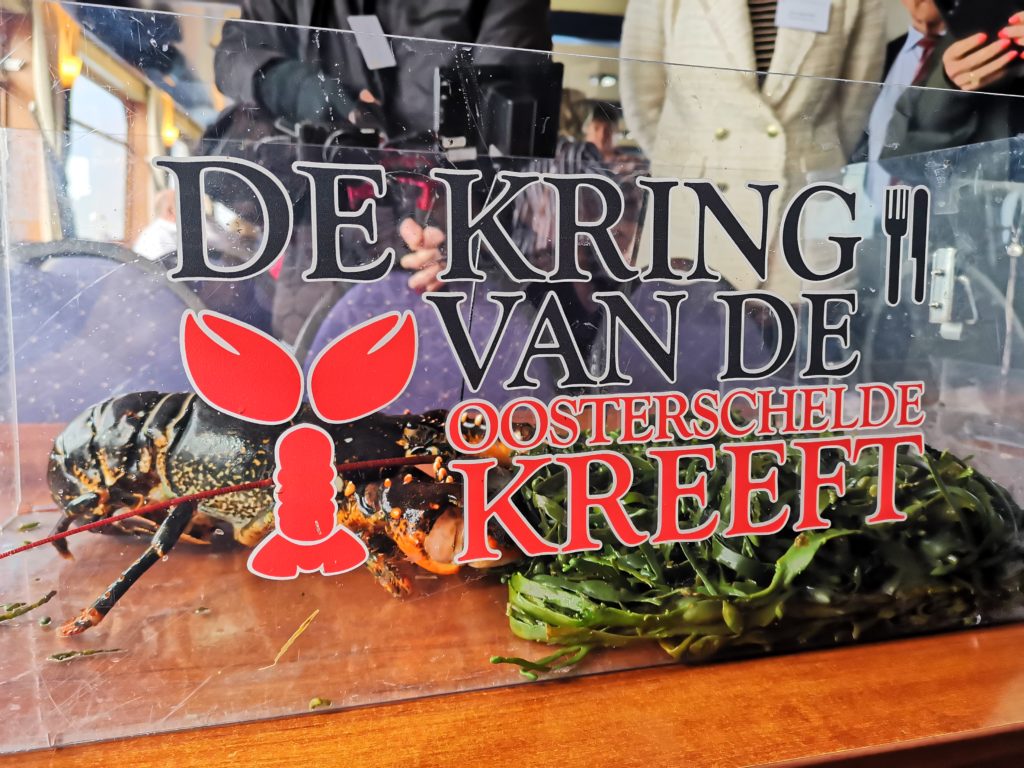 DE KRING
VAN DE
OOSTERSCHELDE
KREEFT